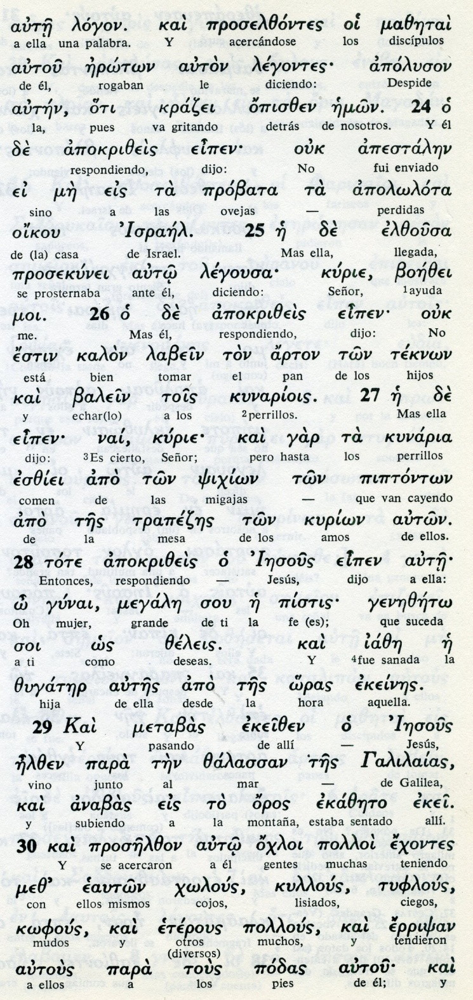 αὐτῇ λόγον. καὶ προσελθόντες οἱ μαθηταὶ
a ella una palabra. Y acercándose los discípulos
αὐτοῦ ἠρώτων αὐτὸν λέγοντες· ἀπόλυσον
de él, rogaban le diciendo: Despide
αὐτήν, ὅτι κράζει ὄπισθεν ἡμῶν. 24 ὁ
la, pues va gritando detrás de nosotros. Y él
δὲ ἀποκριθεὶς εἶπεν· οὐκ ἀπεστάλην
respondiendo, dijo: No fui enviado
εἰ μὴ εἰς τὰ πρόβατα τὰ ἀπολωλότα
sino a las ovejas — perdidas
οἴκου Ἰσραήλ. 25 ἡ δὲ ἐλθοῦσα
de (la) casa de Israel. Mas ella, llegada,
προσεκύνει αὐτῷ λέγουσα· κύριε, βοήθει
se prosternaba ante él, diciendo: Señor, 1ayuda
μοι. 26 ὁ δὲ ἀποκριθεὶς εἶπεν· οὐκ
me. Mas él, respondiendo, dijo: No
ἔστιν καλὸν λαβεῖν τὸν ἄρτον τῶν τέκνων
está bien tomar el pan de los hijos
καὶ βαλεῖν τοῖς κυναρίοις. 27 ἡ δὲ
y echar(lo) a los 2perrillos. Mas ella
εἶπεν· ναί, κύριε· καὶ γὰρ τὰ κυνάρια
dijo: 3Es cierto, Señor; pero hasta los perrillos
ἐσθίει ἀπὸ τῶν ψιχίων τῶν πιπτόντων
comen de las migajas — que van cayendo
ἀπὸ τῆς τραπέζης τῶν κυρίων αὐτῶν.
de la mesa de los amos de ellos.
28 τότε ἀποκριθεὶς ὁ Ἰησοῦς εἶπεν αὐτῇ·
Entonces, respondiendo — Jesús, dijo a ella:
ὦ γύναι, μεγάλη σου ἡ πίστις· γενηθήτω
Oh mujer, grande de ti la fe (es); que suceda
σοι ὡς θέλεις. καὶ ἰάθη ἡ
a ti como deseas. Y 4fue sanada la
θυγάτηρ αὐτῆς ἀπὸ τῆς ὥρας ἐκείνης.
hija de ella desde la hora aquella.
29 Καὶ μεταβὰς ἐκεῖθεν ὁ Ἰησοῦς
Y pasando de allí — Jesús,
ἦλθεν παρὰ τὴν θάλασσαν τῆς Γαλιλαίας,
vino junto al mar — de Galilea,
καὶ ἀναβὰς εἰς τὸ ὄρος ἐκάθητο ἐκεῖ.
y subiendo a la montaña, estaba sentado allí.
30 καὶ προσῆλθον αὐτῷ ὄχλοι πολλοὶ ἔχοντες
Y se acercaron a él gentes muchas, teniendo
μεθ’ ἑαυτῶν χωλούς, κυλλούς, τυφλούς,
con ellos mismos cojos, lisiados, ciegos,
κωφούς, καὶ ἑτέρους πολλούς, καὶ ἔρριψαν
mudos y otros muchos, y tendieron
(diversos)
αὐτοὺς παρὰ τοὺς πόδας αὐτοῦ· καὶ
a ellos a los pies de él; y